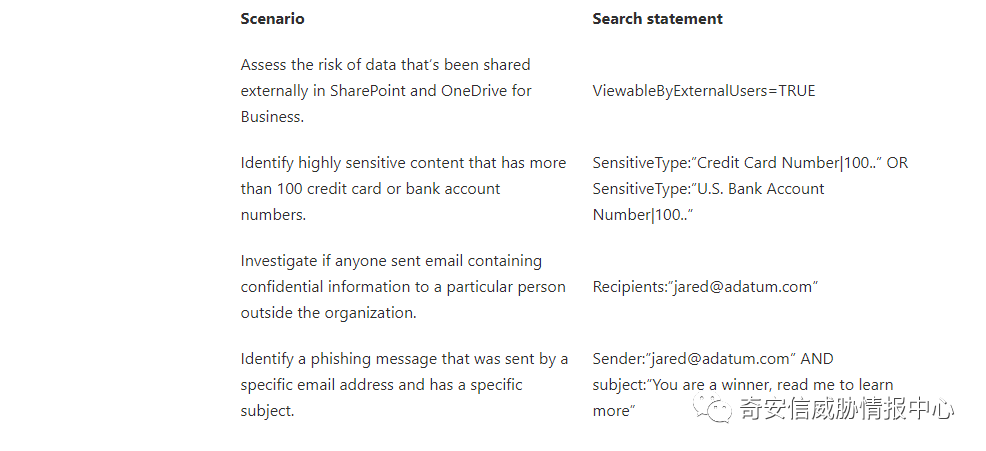 Scenario
Search statement
Assess the risk of data that's been shared
externally in SharePoint and OneDrive for
Business.
ViewableByExternalUsers=TRUE
Identify highly sensitive content that has more
than 100 credit card or bank account
numbers.
SensitiveType:"Credit Card Number|100.." OR
SensitiveType:"U.S. Bank Account
Number|100.."
Investigate if anyone sent email containing
confidential information to a particular person
outside the organization.
Recipients:"jared@adatum.com"
Identify a phishing message that was sent by a
specific email address and has a specific
subject.
Sender:"jared@adatum.com" AND
subject:"You are a winner, read me to learn
more"
奇安信威胁情报中心